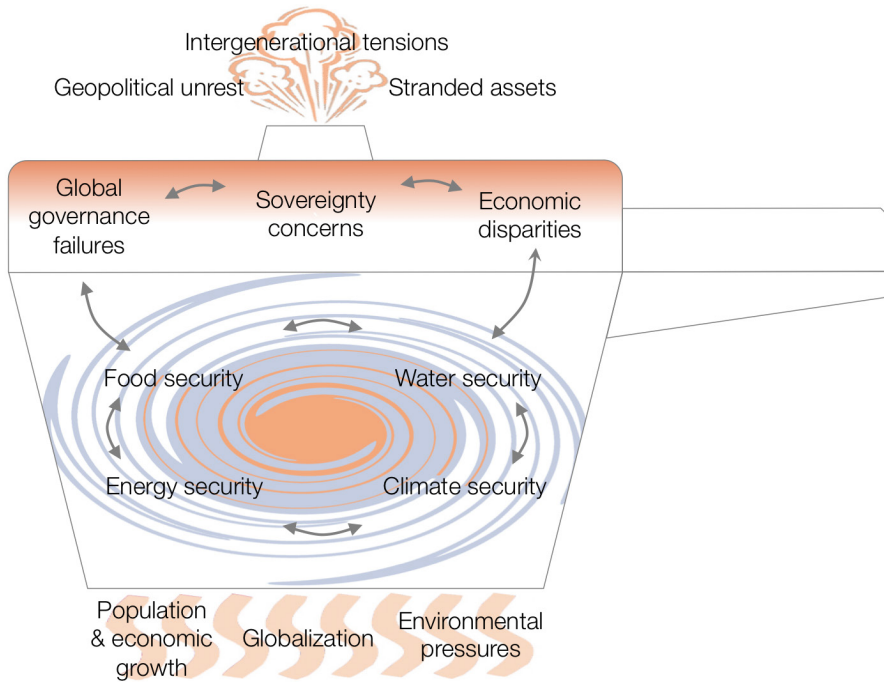 Intergenerational tensions
Geopolitical unrest
Stranded assets
Global
governance
failures
Sovereignty
concerns
Economic
disparities
Food security
Water security
Energy security
Climate security
Population
& economic
growth
Globalization
Environmental
pressures